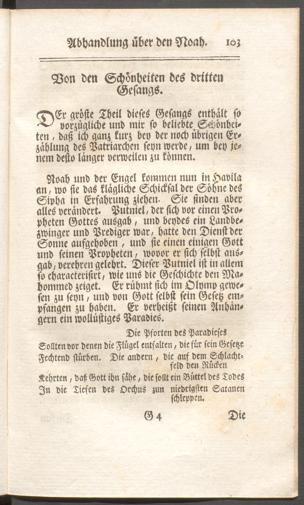 Abhandlung über den Noah. 103
Von den Schönheiten des dritten
Gesangs.
DEr gröste Theil dieses Gesangs enthält so
vorzügliche und mir so beliebte Schönhei-
ten, daß ich ganz kurz bey der noch übrigen Er-
zählung des Patriarchen seyn werde, um bey je-
nem desto länger verweilen zu können.
Noah und der Engel kommen nun in Havila
an, wo sie das klägliche Schicksal der Söhne des
Sipha in Erfahrung ziehen. Sie finden aber
alles verändert. Putniel, der sich vor einen Pro-
pheten Gottes ausgab, und beydes ein Landbe-
zwinger und Prediger war, hatte den Dienst der
Sonne aufgehoben, und sie einen einigen Gott
und seinen Propheten, wovor er sich selbst aus-
gab, verehren gelehrt. Dieser Putniel ist in allem
so characterisirt, wie uns die Geschichte den Ma-
hommed zeiget. Er rühmt sich im Olymp gewe-
sen zu seyn, und von Gott selbst sein Gesetz em-
pfangen zu haben. Er verheißt seinen Anhän-
gern ein wollüstiges Paradies.
Die Pforten des Paradieses
Sollten vor denen die Flügel entfalten, die für sein Gesetze
Fechtend stürben. Die andern, die auf dem Schlacht-
feld den Rücken
Kehrten, daß Gott ihn sähe, die sollt ein Büttel des Todes
In die Tiefen des Orchus zun niedrigsten Satanen
schleppen.
G 4 Die